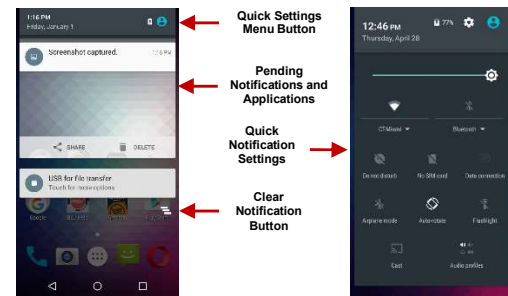 1:16 PM
Friday, January 1
Screenshot captured.
1:16 PM
SHARE
DELETE
USB for file transfer
Touch for more options
Google
Quick Settings
Menu Button
Pending
Notifications and
Applications
Quick
Notification
Settings
Clear
Notification
Button
12:46 PM
77%
Thursday, April
28
Bluetooth
Do not disturb
No SIM card
Data connection
Airplane mode
Auto-rotate
Flashlight
Cast
Audio profiles